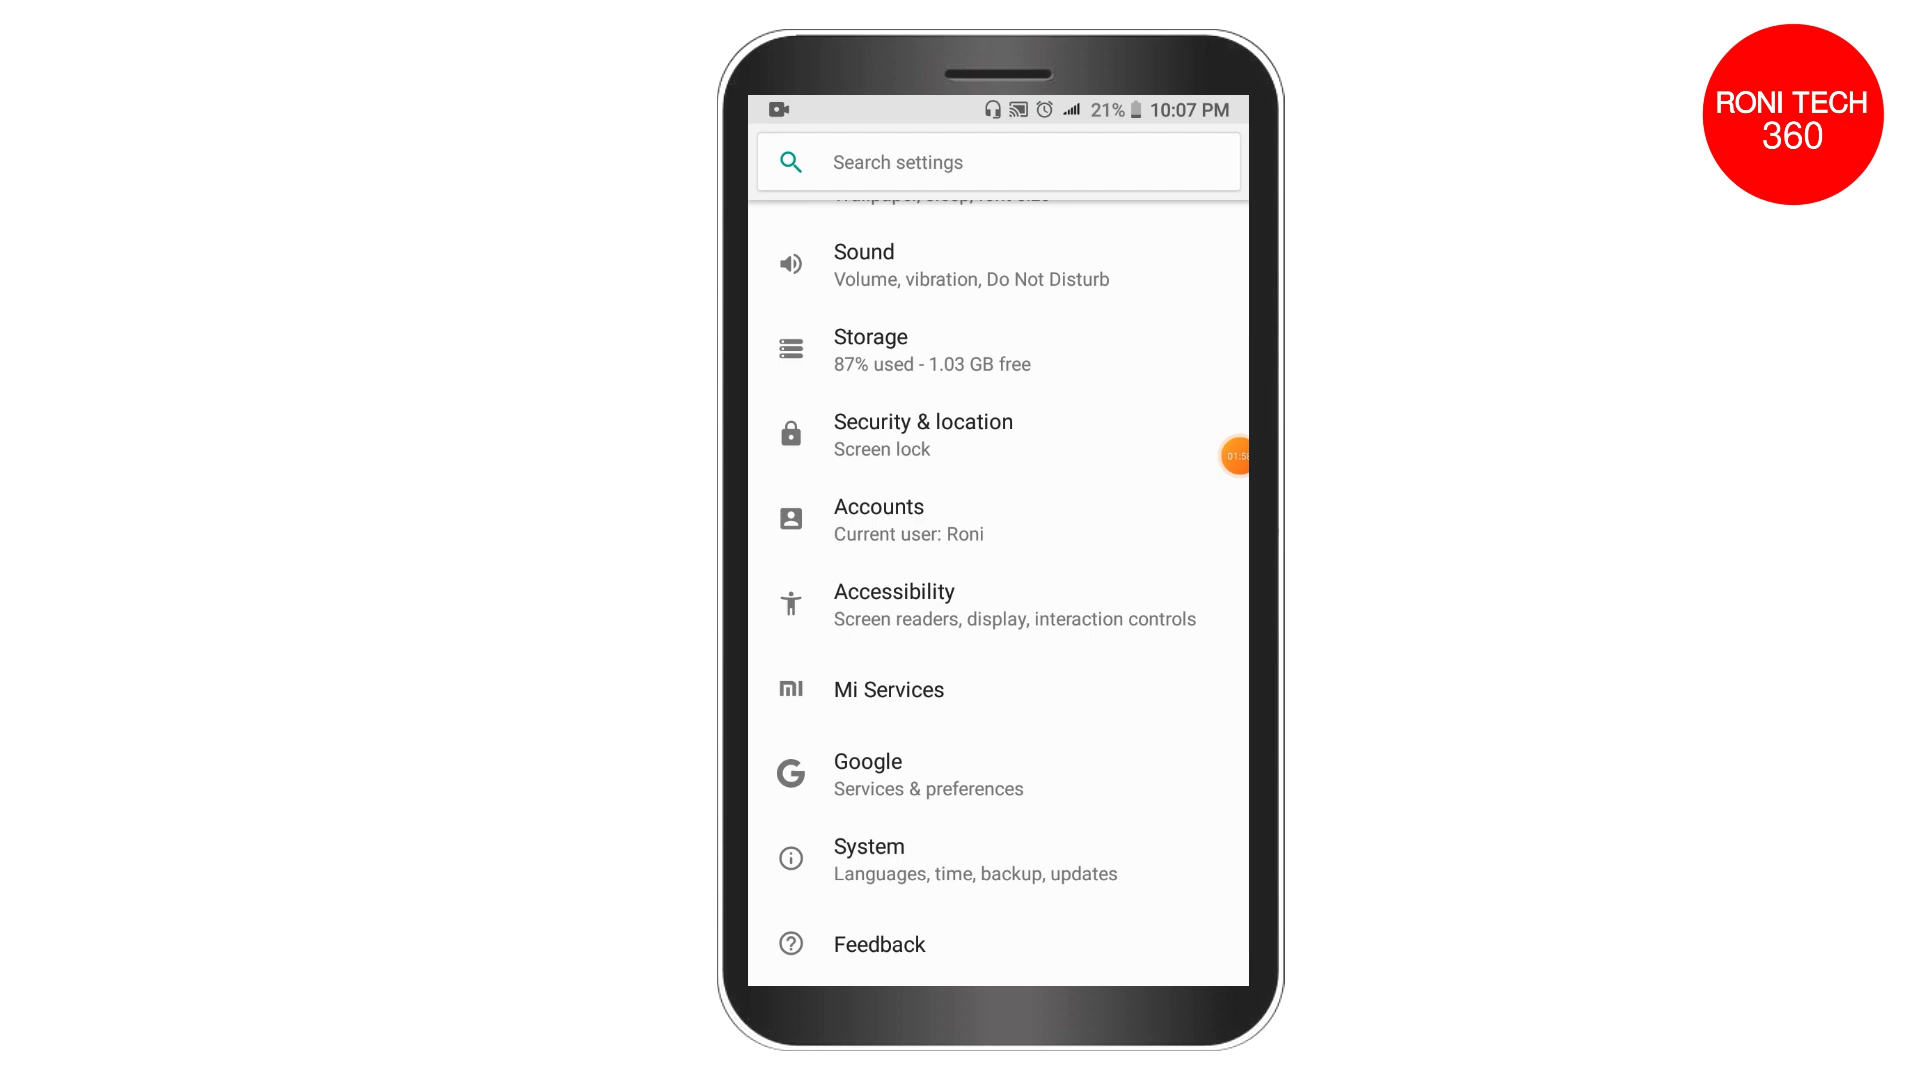 RONI TECH
360
21% 10:07 PM
Search settings
Sound
Volume, vibration, Do Not Disturb
Storage
87% used - 1.03 GB free
Security & location
Screen lock
Accounts
Current user: Roni
Accessibility
Screen readers, display, interaction controls
Mi Services
Google
Services & preferences
System
Languages, time, backup, updates
Feedback